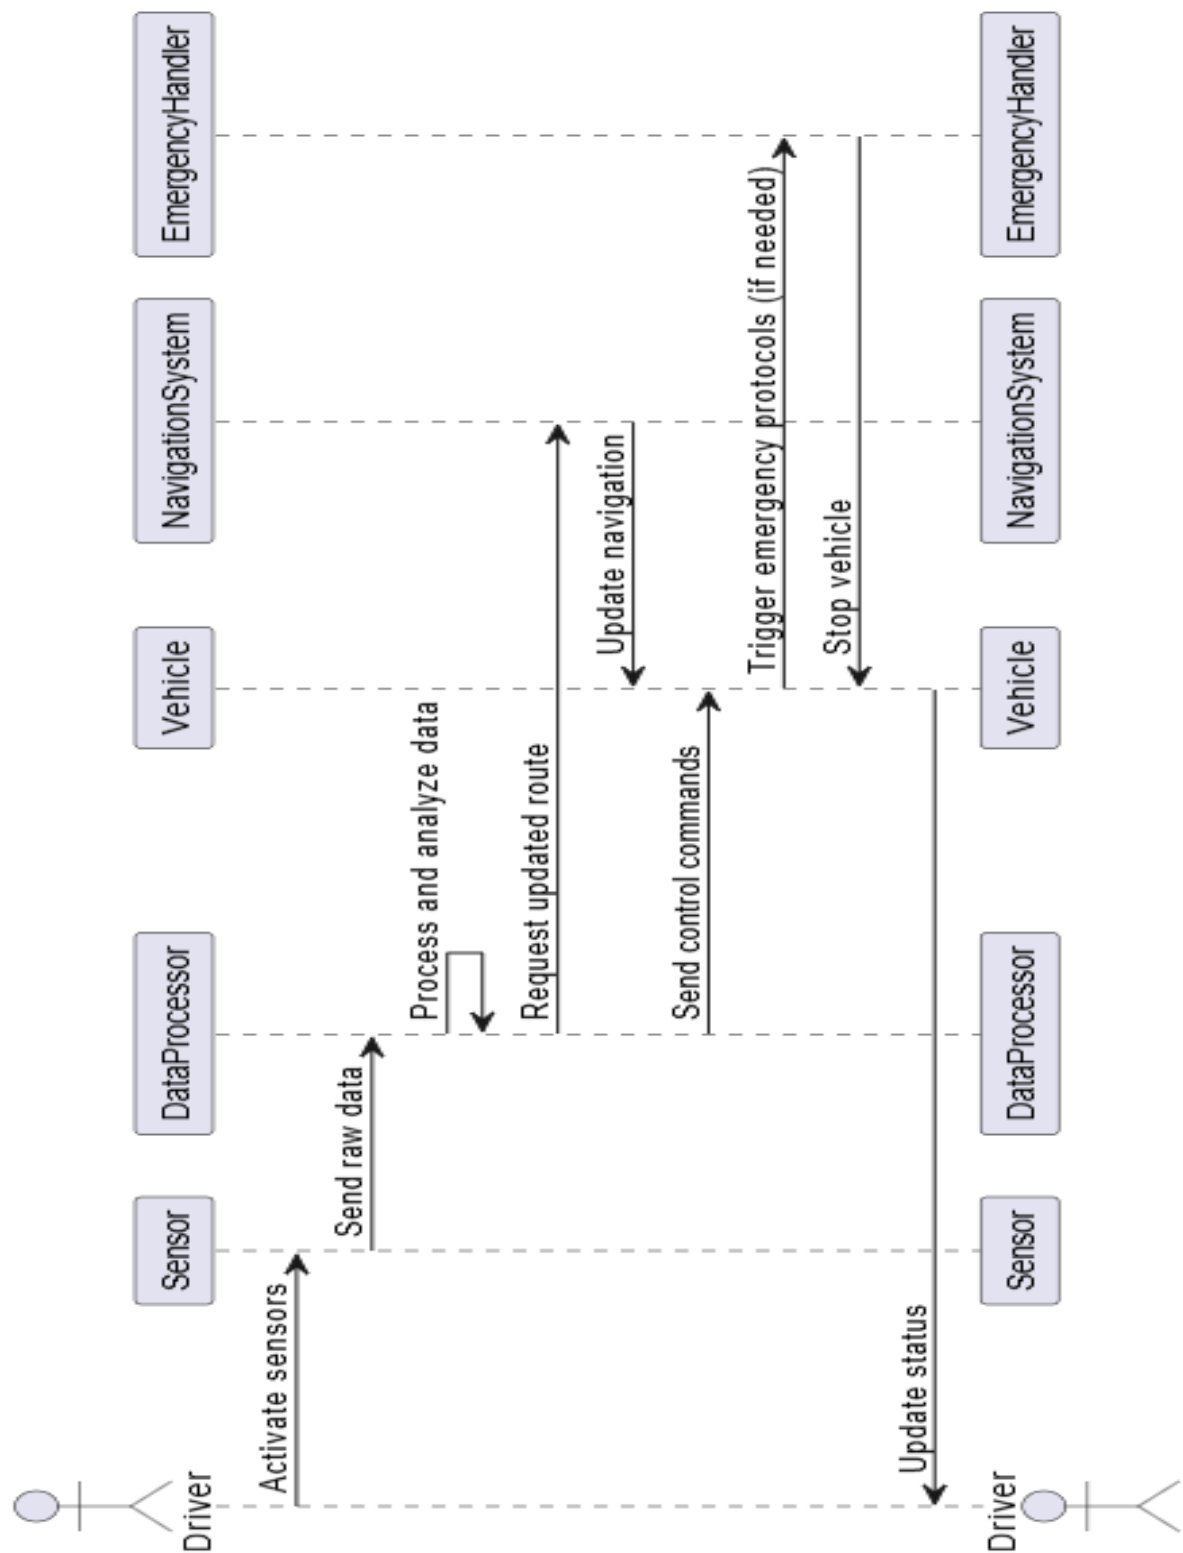 Driver
Sensor
DataProcessor
Vehicle
NavigationSystem
EmergencyHandler
Activate sensors
Send raw data
Process and analyze data
Request updated route
Update navigation
Send control commands
Trigger emergency protocols (if needed)
Stop vehicle
Update status
Driver
Sensor
DataProcessor
Vehicle
NavigationSystem
EmergencyHandler